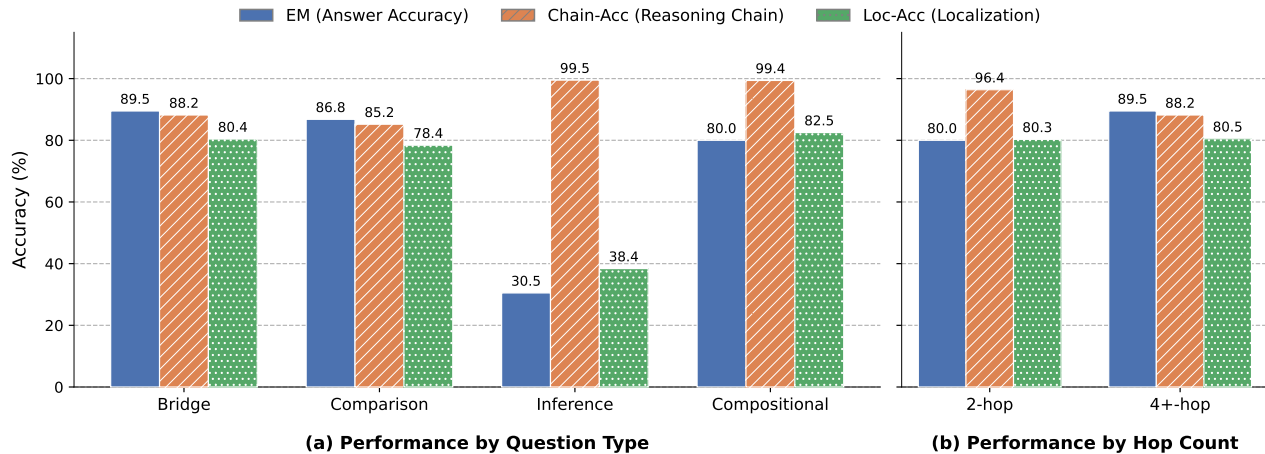 EM (Answer Accuracy) Chain-Acc (Reasoning Chain) Loc-Acc (Localization)
Accuracy (%)
100
80
60
40
20
0
89.5 88.2 80.4
86.8 85.2 78.4
30.5 99.5 38.4
80.0 99.4 82.5
Bridge Comparison Inference Compositional
(a) Performance by Question Type
80.0 96.4 80.3
89.5 88.2 80.5
2-hop 4+-hop
(b) Performance by Hop Count